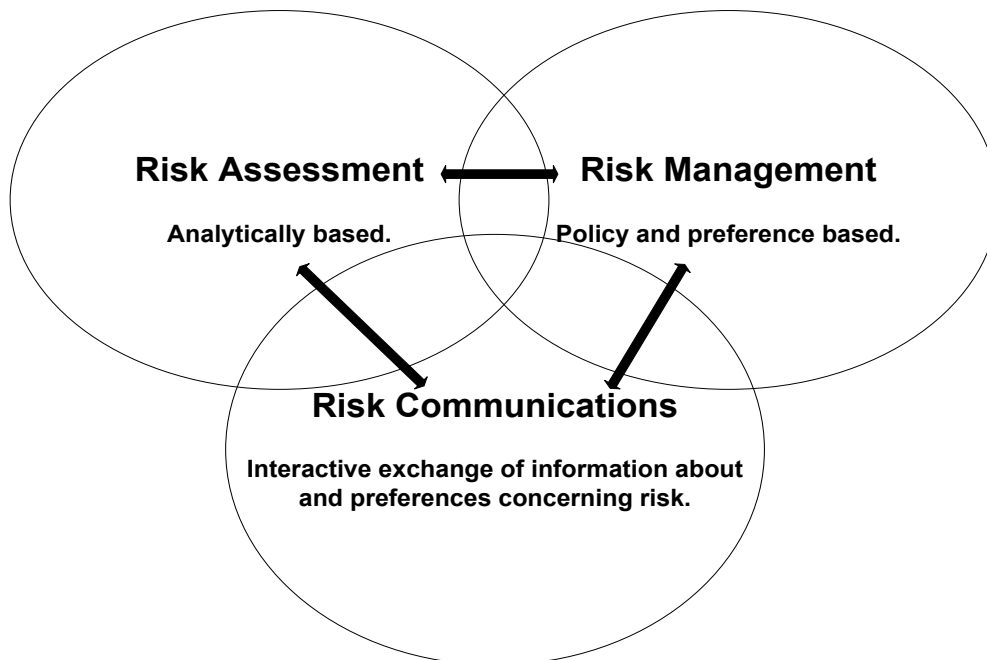 Risk Assessment
Analytically based.
Risk Management
Policy and preference based.
Risk Communications
Interactive exchange of information about
and preferences concerning risk.